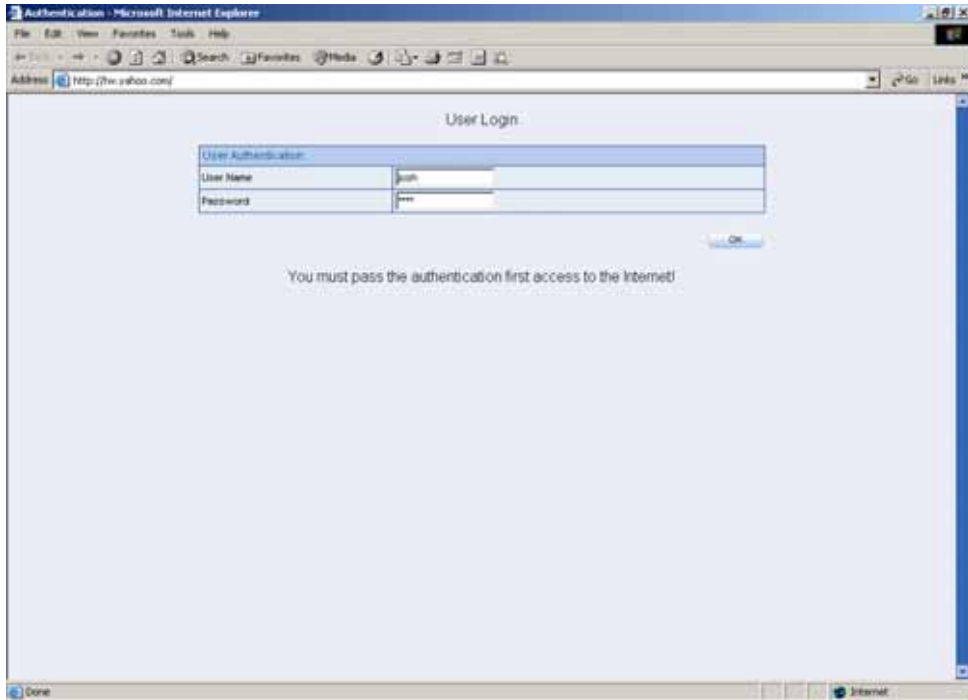 Authentication - Microsoft Internet Explorer
File Edit View Favorites Tools Help
Search Favorites Media
Address http://tw.yahoo.com/ Go Links »
User Login
User Authentication
User Name
Password ****
OK
You must pass the authentication first access to the Internet!
Done Internet